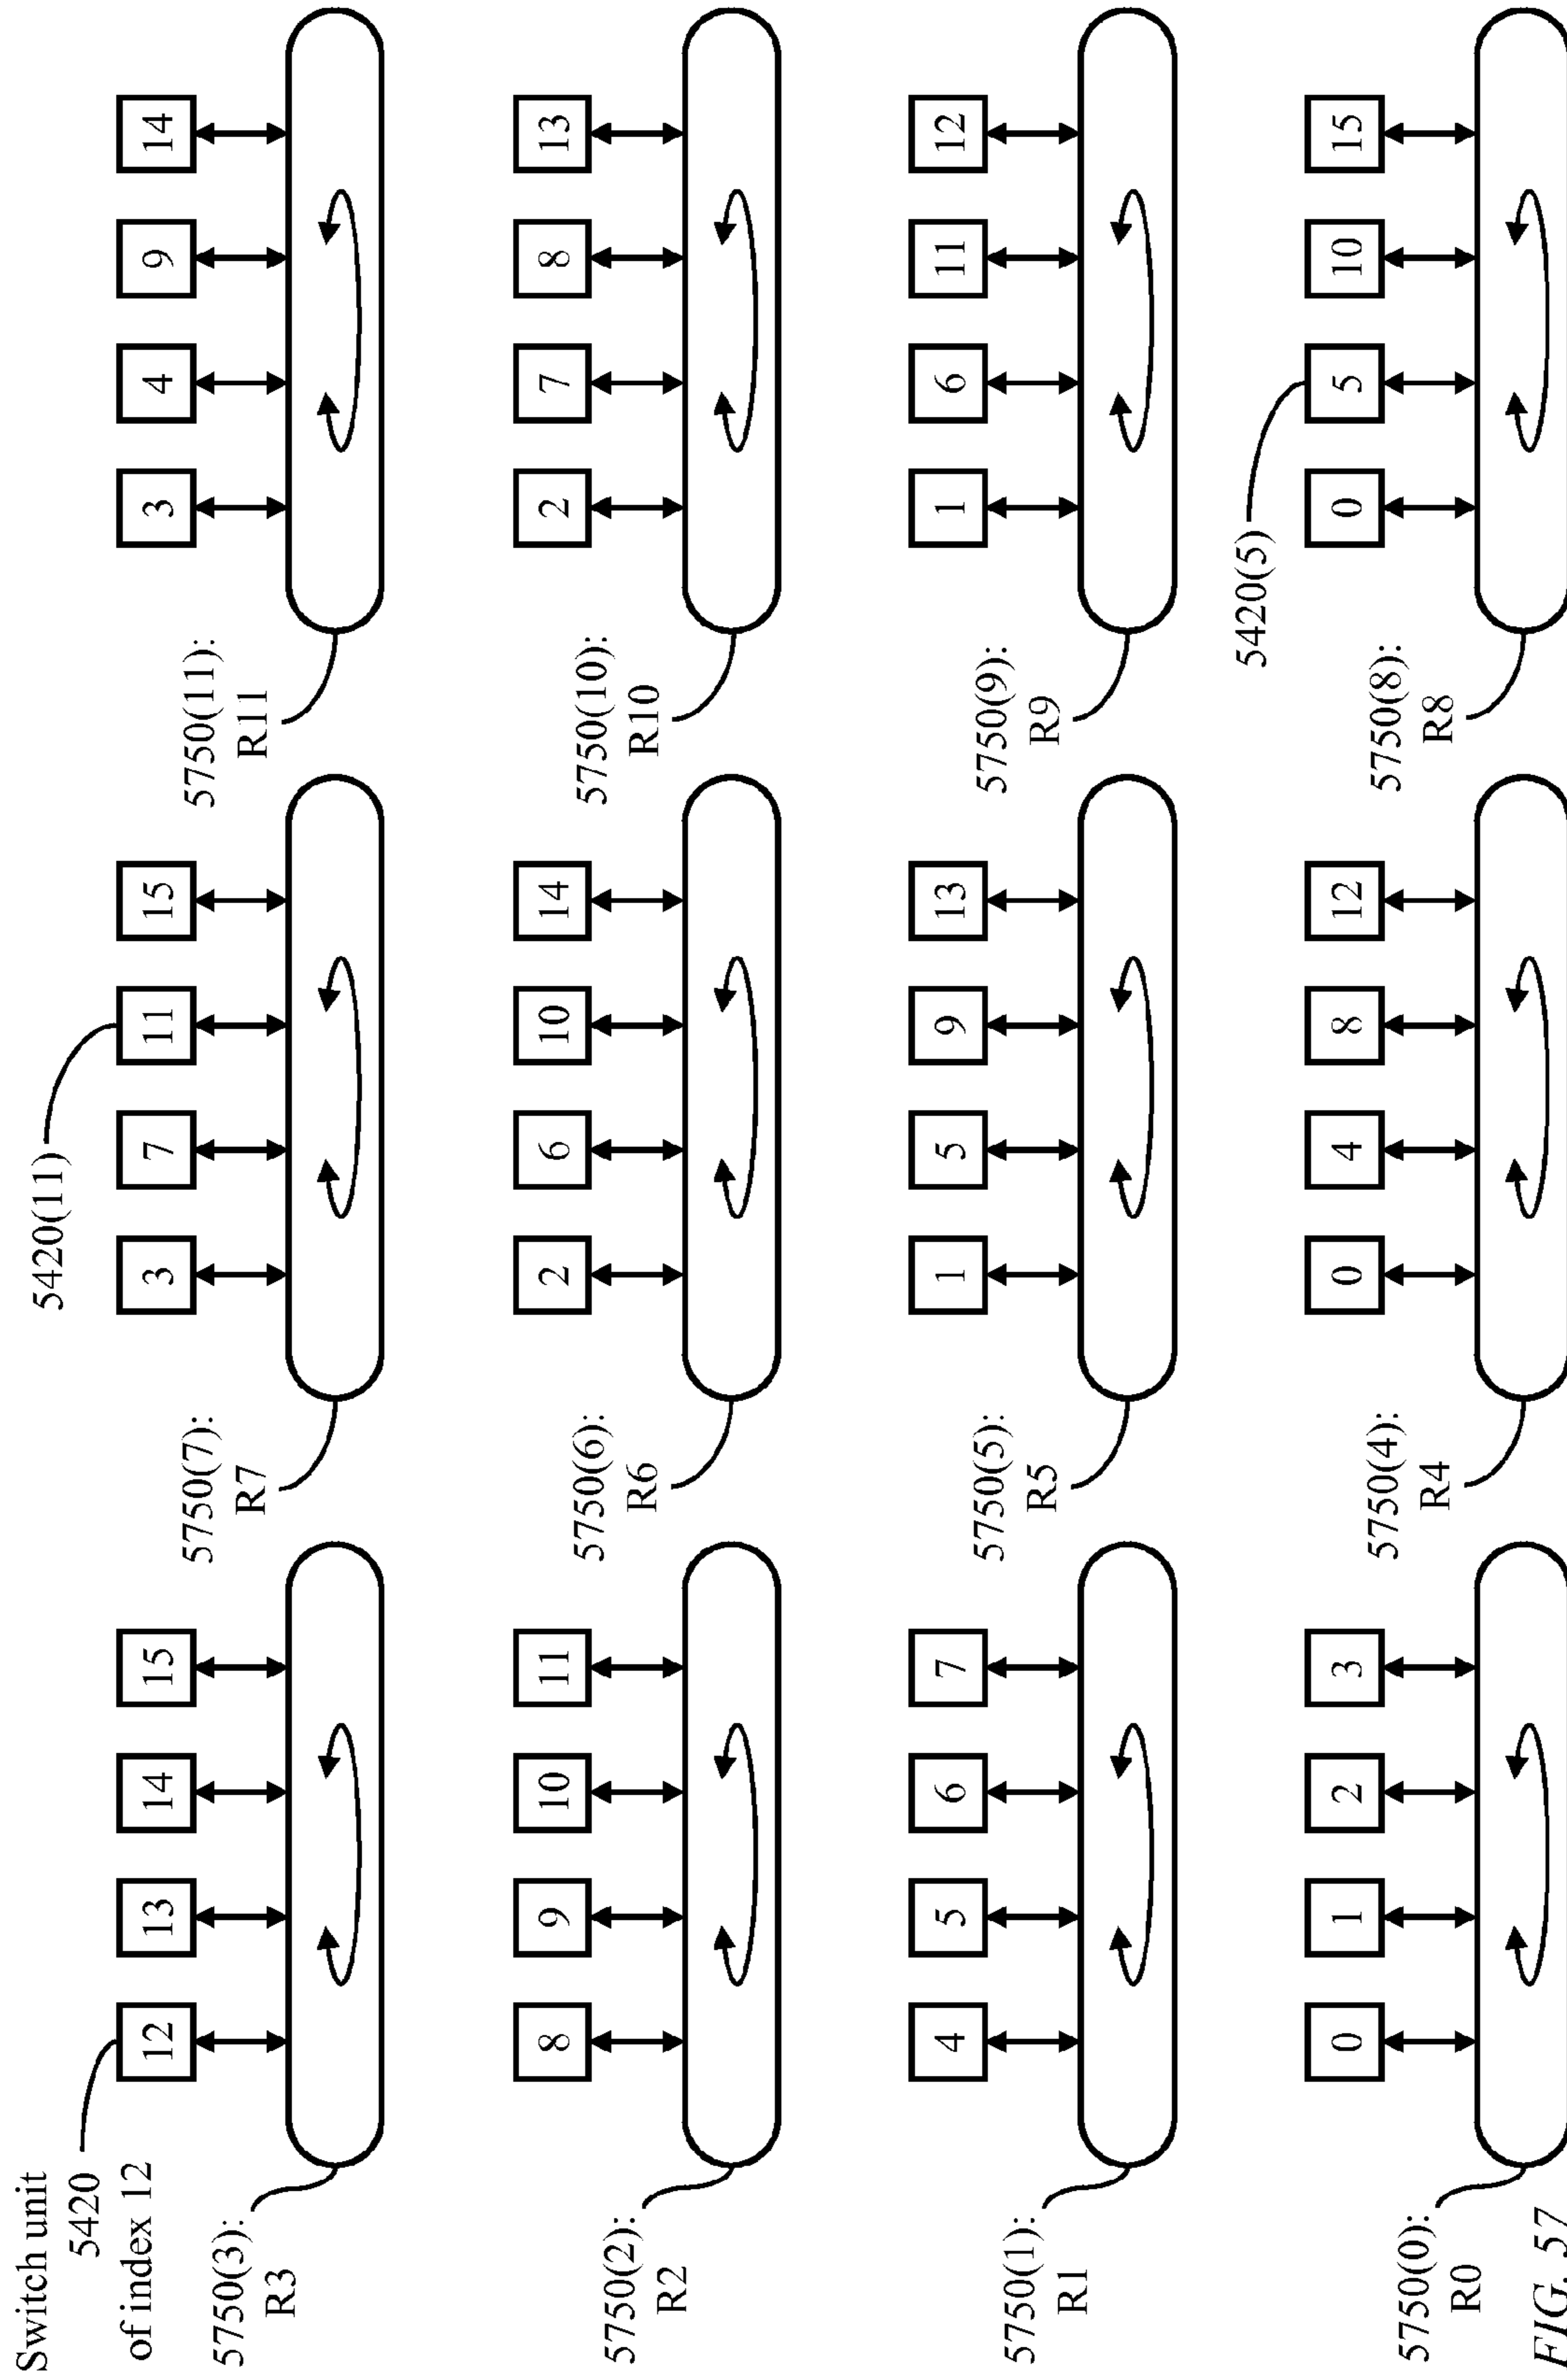 Switch unit
5420
of index 12
5420(11)
12 13 14 15
3 7 11 15
3 4 9 14
5750(3):
R3
5750(7):
R7
5750(11):
R11
8 9 10 11
2 6 10 14
2 7 8 13
5750(2):
R2
5750(6):
R6
5750(10):
R10
4 5 6 7
1 5 9 13
1 6 11 12
5750(1):
R1
5750(5):
R5
5750(9):
R9
5420(5)
0 1 2 3
0 4 8 12
0 5 10 15
5750(0):
R0
5750(4):
R4
5750(8):
R8
FIG. 57